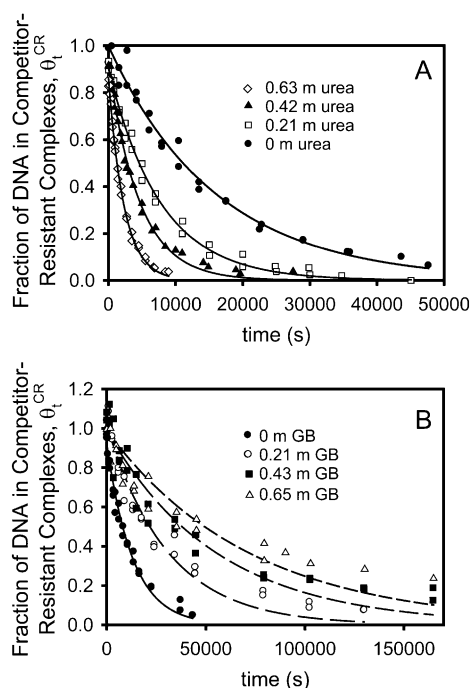 A
Fraction of DNA in Competitor-
Resistant Complexes, θtCR
1.0
0.8
0.6
0.4
0.2
0.0
0.63 m urea
0.42 m urea
0.21 m urea
0 m urea
0 10000 20000 30000 40000 50000
time (s)
B
Fraction of DNA in Competitor-
Resistant Complexes, θtCR
1.2
1.0
0.8
0.6
0.4
0.2
0.0
0 m GB
0.21 m GB
0.43 m GB
0.65 m GB
0 50000 100000 150000
time (s)